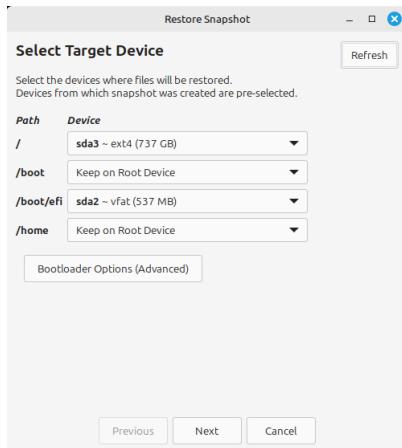 Restore Snapshot
Select Target Device
Refresh
Select the devices where files will be restored.
Devices from which snapshot was created are pre-selected.
Path Device
/ sda3 ~ ext4 (737 GB)
/boot Keep on Root Device
/boot/efi sda2 ~ vfat (537 MB)
/home Keep on Root Device
Bootloader Options (Advanced)
Previous Next Cancel